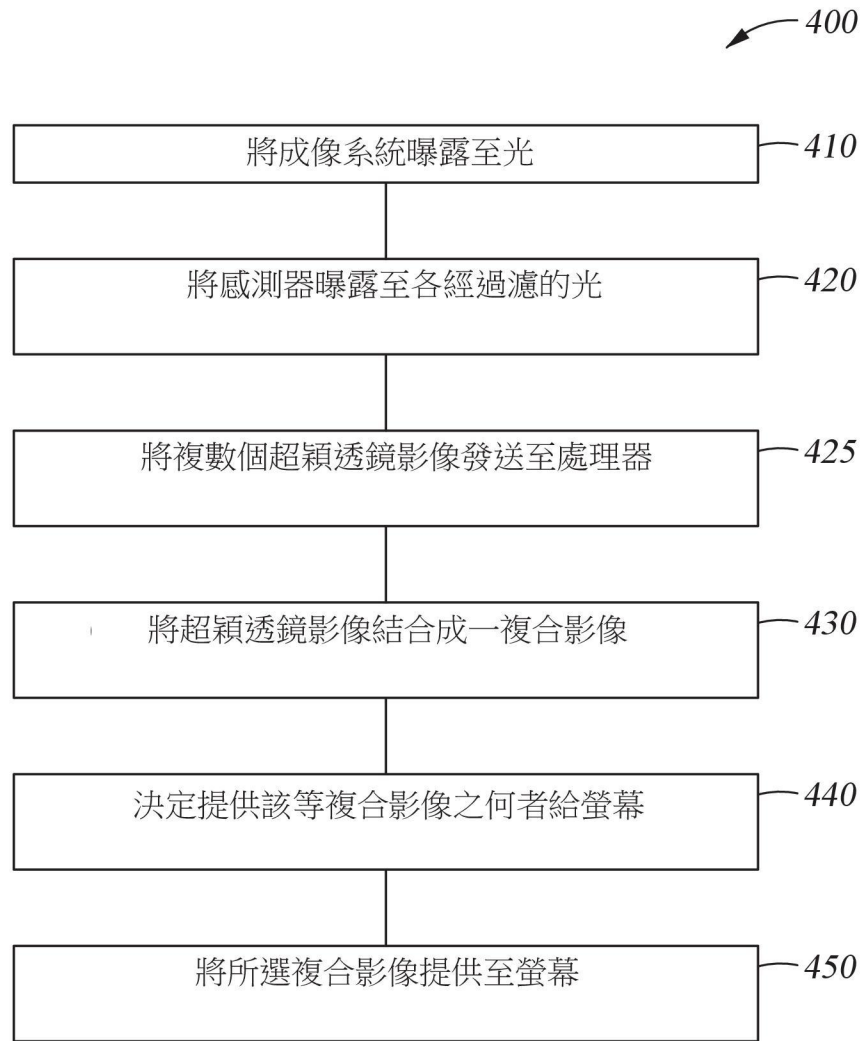 400
將成像系統曝露至光
410
將感測器曝露至各經過濾的光
420
將複數個超穎透鏡影像發送至處理器
425
將超穎透鏡影像結合成一複合影像
430
決定提供該等複合影像之何者給螢幕
440
將所選複合影像提供至螢幕
450